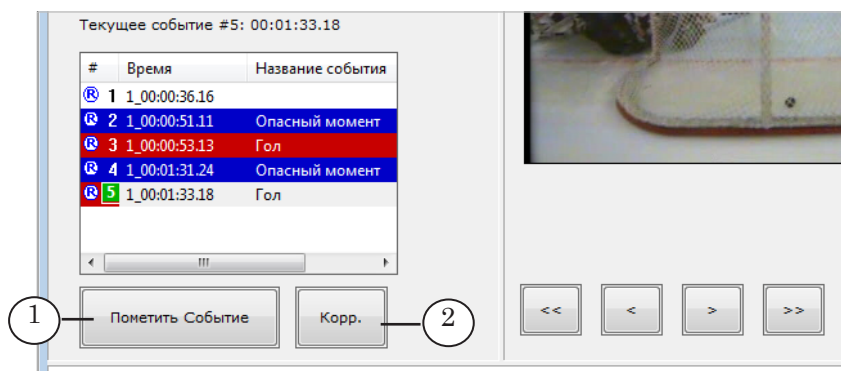 Текущее событие #5: 00:01:33.18
# Время Название события
® 1 1_00:00:36.16
® 2 1_00:00:51.11 Опасный момент
® 3 1_00:00:53.13 Гол
® 4 1_00:01:31.24 Опасный момент
® 5 1_00:01:33.18 Гол
1 Пометить Событие Корр. 2 << < > >>